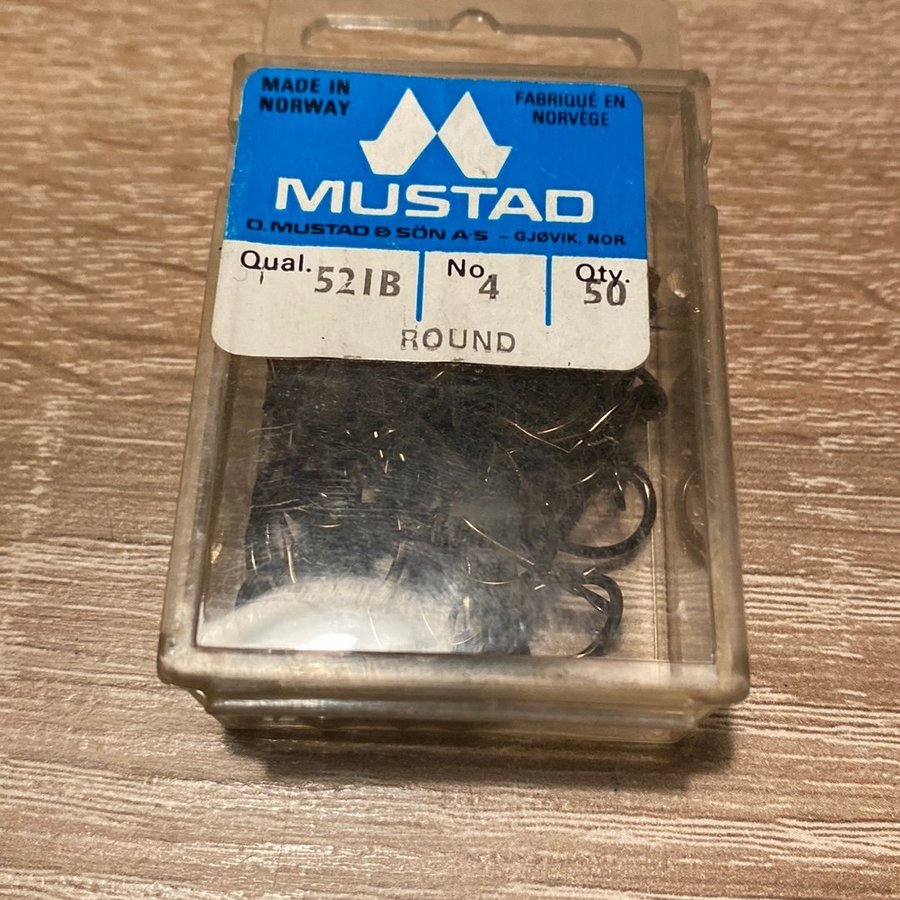 MADE IN
NORWAY
FABRIQUÉ EN
NORVÈGE
MUSTAD
O. MUSTAD & SÖN A·S – GJØVIK, NOR.
Qual. 521B
No. 4
Qty. 50
ROUND